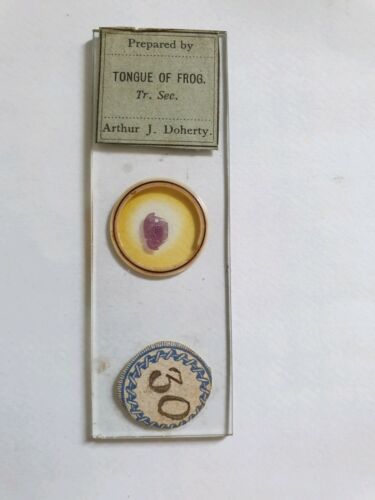 Prepared by
TONGUE OF FROG.
Tr. Sec.
Arthur J. Doherty.
30